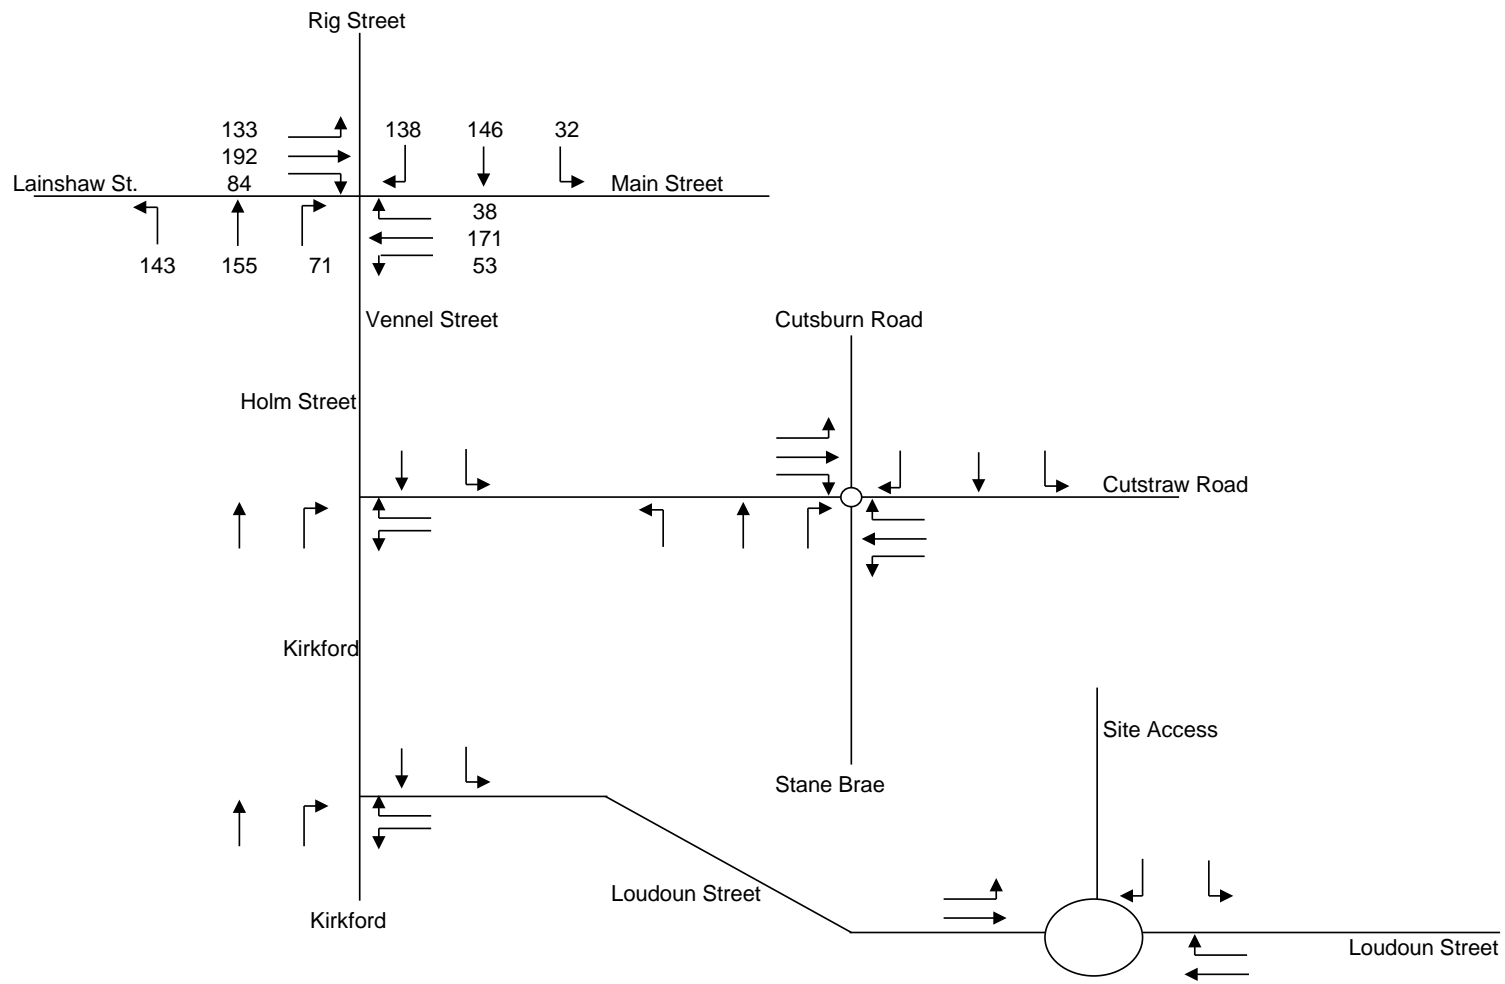 Rig Street
133 138 146 32
192
Lainshaw St. 84 Main Street
38
171
143 155 71 53
Vennel Street Cutsburn Road
Holm Street
Cutstraw Road
Kirkford
Site Access
Stane Brae
Loudoun Street
Kirkford
Loudoun Street